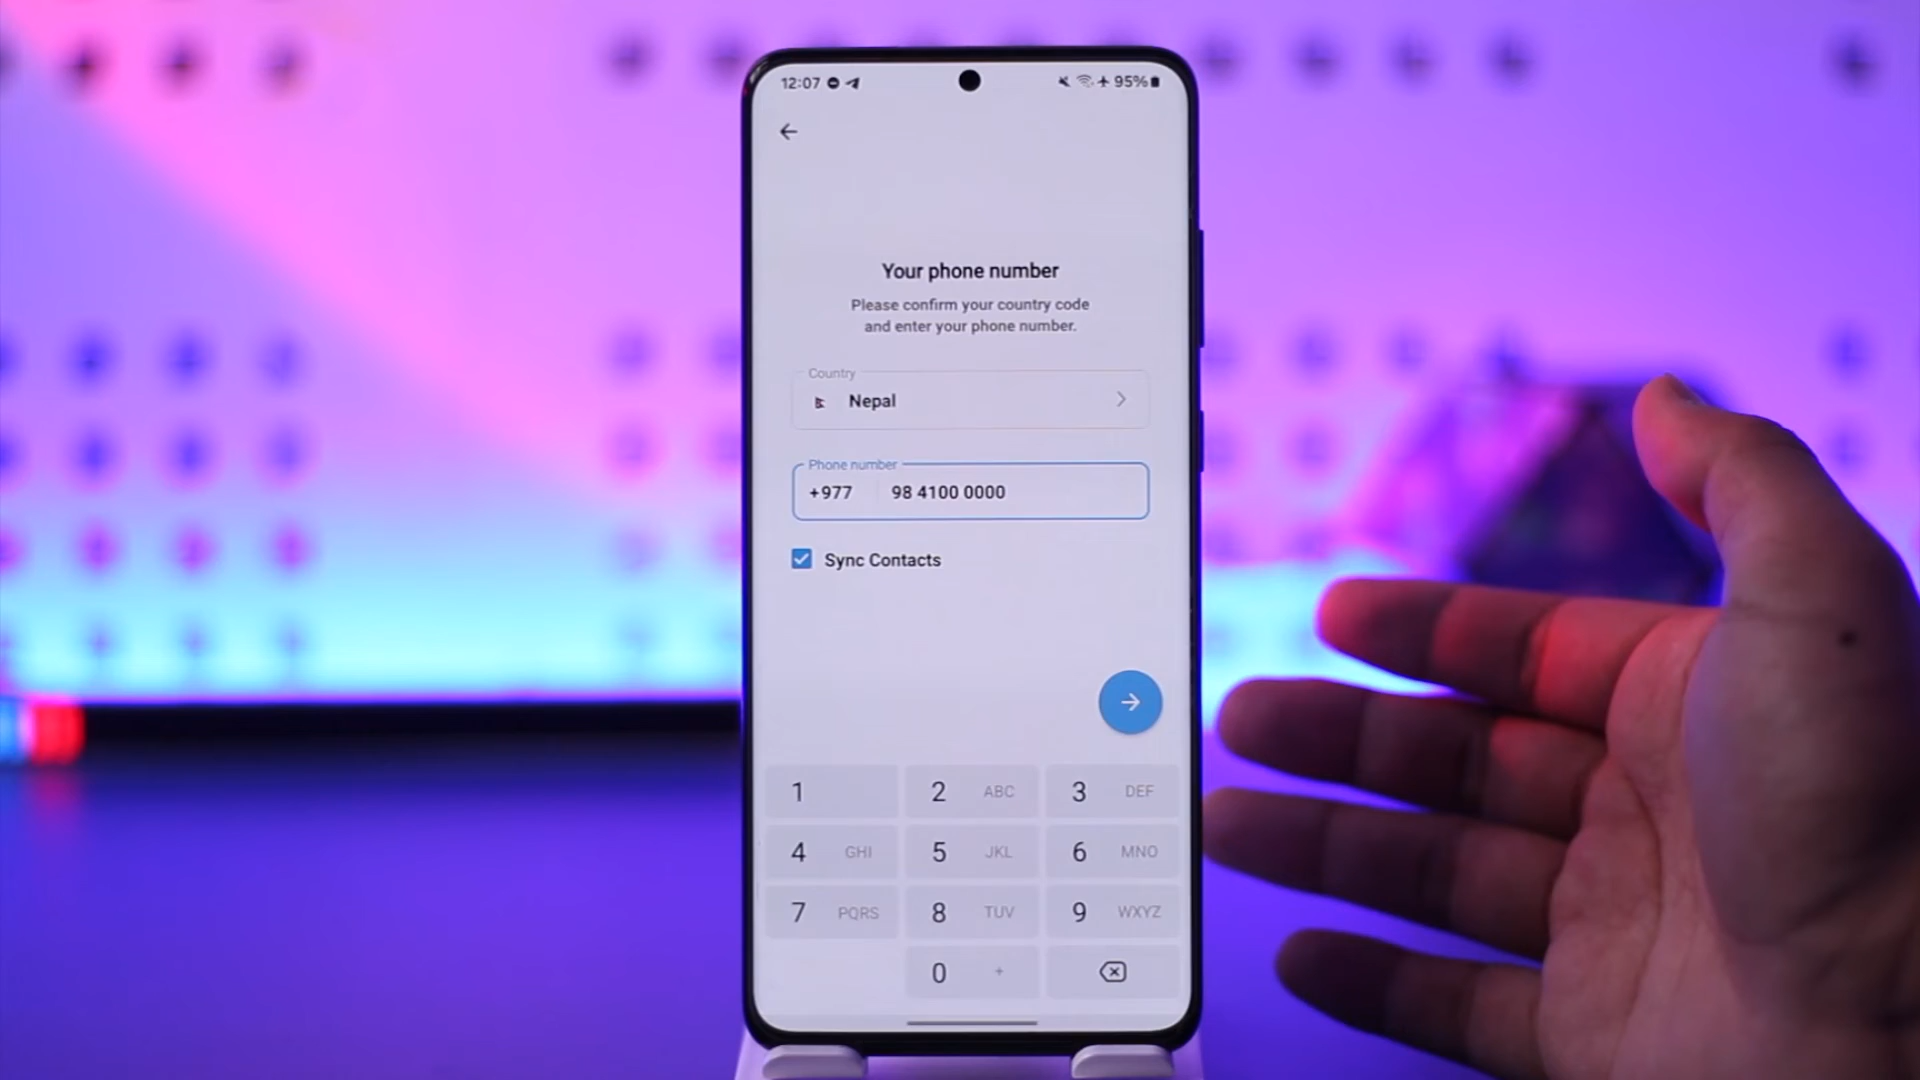 12:07 95%
Your phone number
Please confirm your country code
and enter your phone number.
Country
Nepal
Phone number
+977 98 4100 0000
Sync Contacts
1 2 ABC 3 DEF
4 GHI 5 JKL 6 MNO
7 PQRS 8 TUV 9 WXYZ
0 +